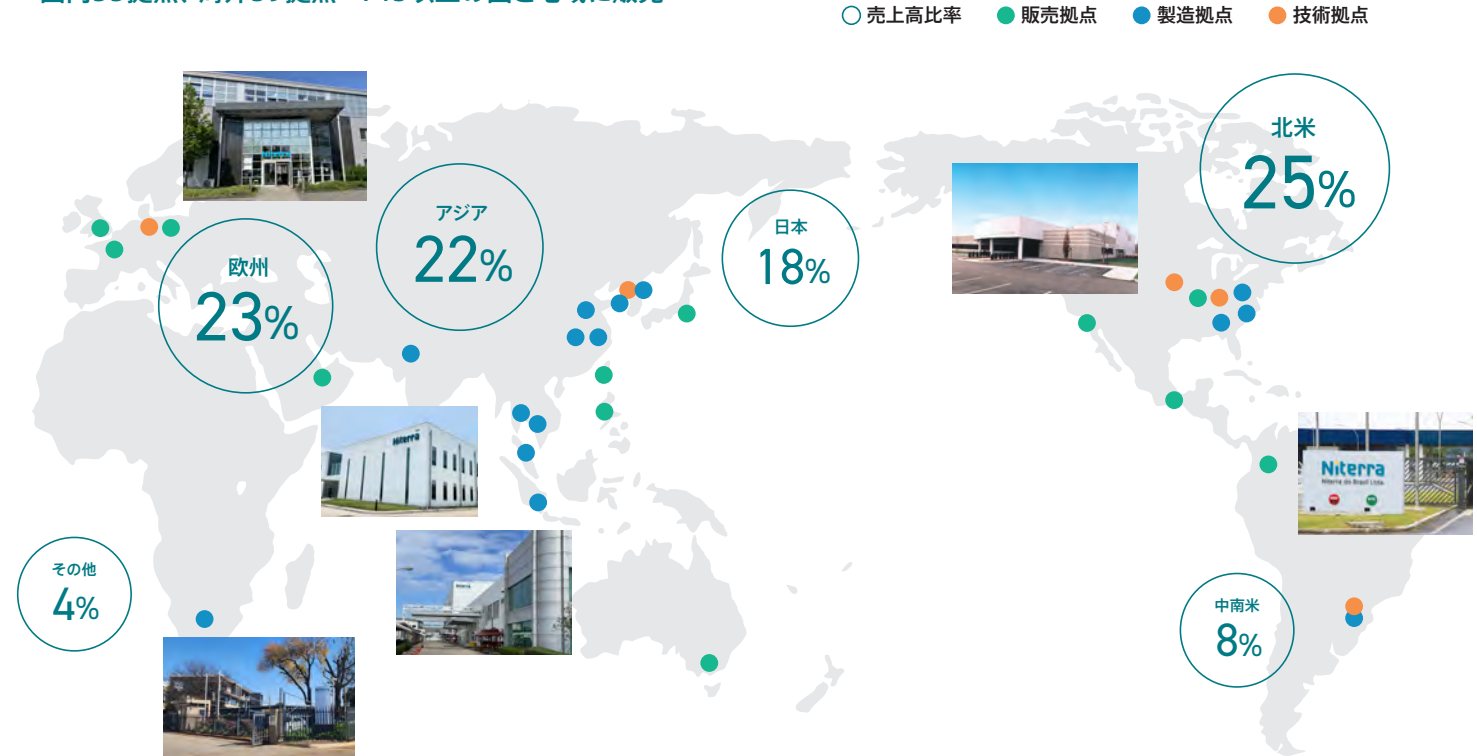 売上高比率
販売拠点
製造拠点
技術拠点
北米
25%
アジア
22%
日本
18%
欧州
23%
その他
4%
中南米
8%
Niterra
Niterra
Niterra
Niterra do Brasil Ltda.